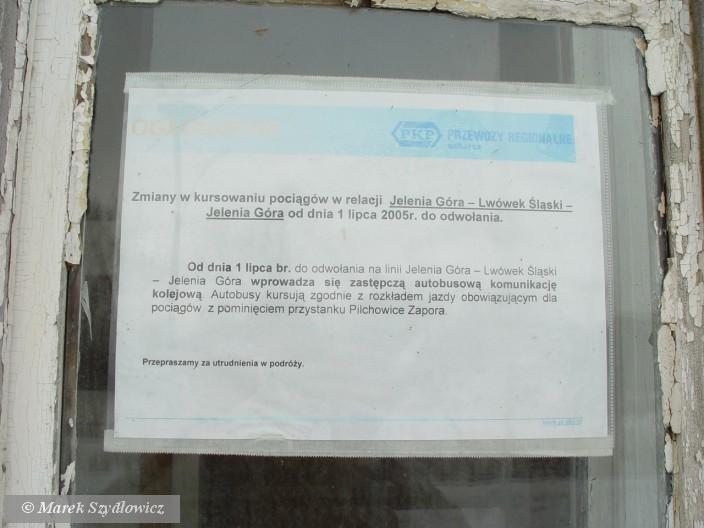 OGŁOSZENIE
PKP PRZEWOZY REGIONALNE
Zmiany w kursowaniu pociągów w relacji Jelenia Góra – Lwówek Śląski –
Jelenia Góra od dnia 1 lipca 2005r. do odwołania.
Od dnia 1 lipca br. do odwołania na linii Jelenia Góra – Lwówek Śląski
– Jelenia Góra wprowadza się zastępczą autobusową komunikację
kolejową. Autobusy kursują zgodnie z rozkładem jazdy obowiązującym dla
pociągów z pominięciem przystanku Pilchowice Zapora.
Przepraszamy za utrudnienia w podróży.
© Marek Szydlowicz